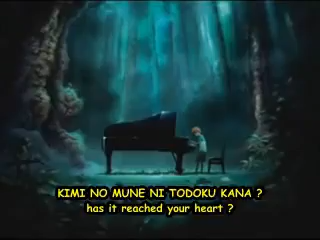 KIMI NO MUNE NI TODOKU KANA ?
has it reached your heart ?